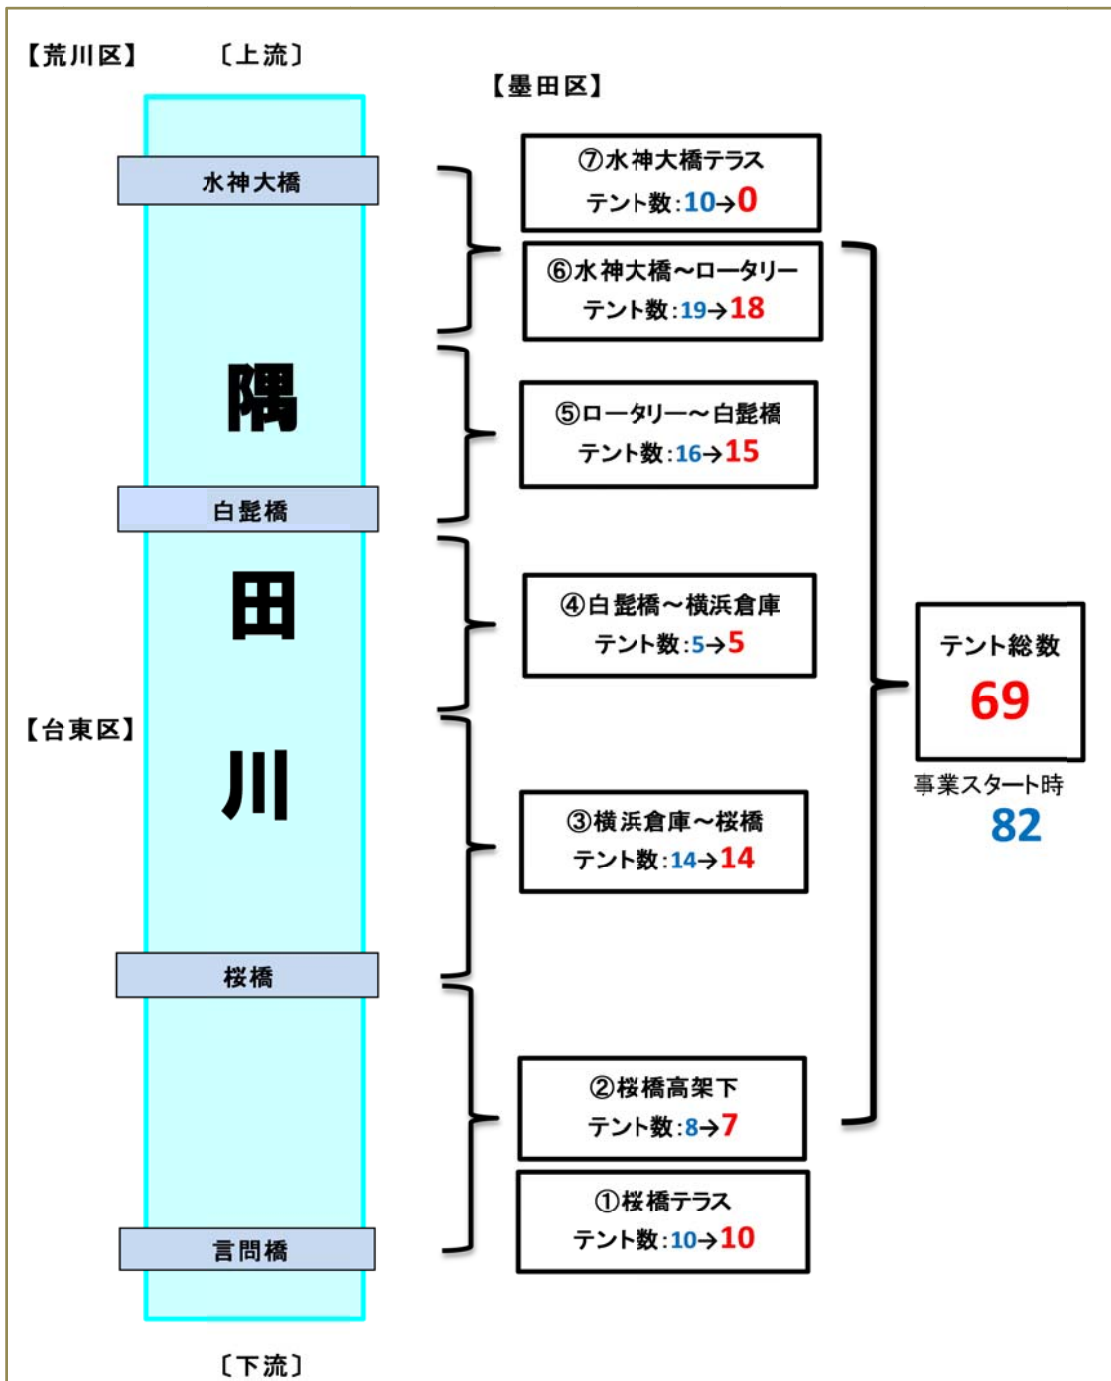 【荒川区】 〔上流〕
【墨田区】
水神大橋
⑦水神大橋テラス
テント数:10→0
⑥水神大橋～ロータリー
テント数:19→18
隅
⑤ロータリー～白髭橋
テント数:16→15
白髭橋
田
④白髭橋～横浜倉庫
テント数:5→5
テント総数
69
【台東区】
川
事業スタート時
82
③横浜倉庫～桜橋
テント数:14→14
桜橋
②桜橋高架下
テント数:8→7
①桜橋テラス
テント数:10→10
言問橋
〔下流〕